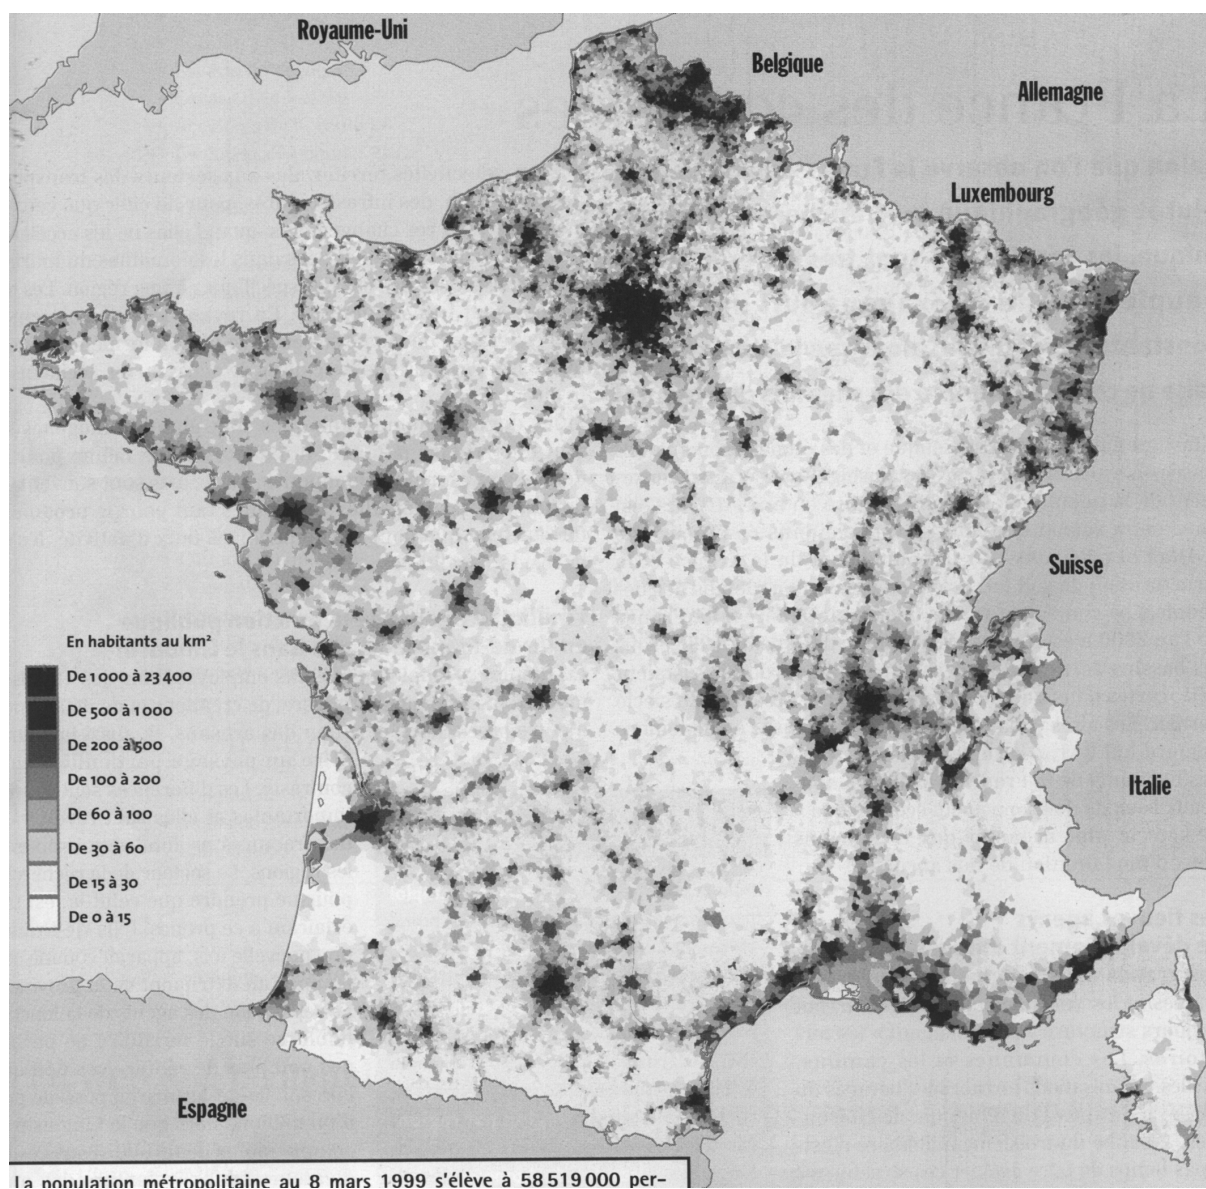 Royaume-Uni
Belgique
Allemagne
Luxembourg
Suisse
En habitants au km²
De 1 000 à 23 400
De 500 à 1 000
De 200 à 500
De 100 à 200
De 60 à 100
De 30 à 60
De 15 à 30
De 0 à 15
Italie
Espagne
La population métropolitaine au 8 mars 1999 s'élève à 58 519 000 per-